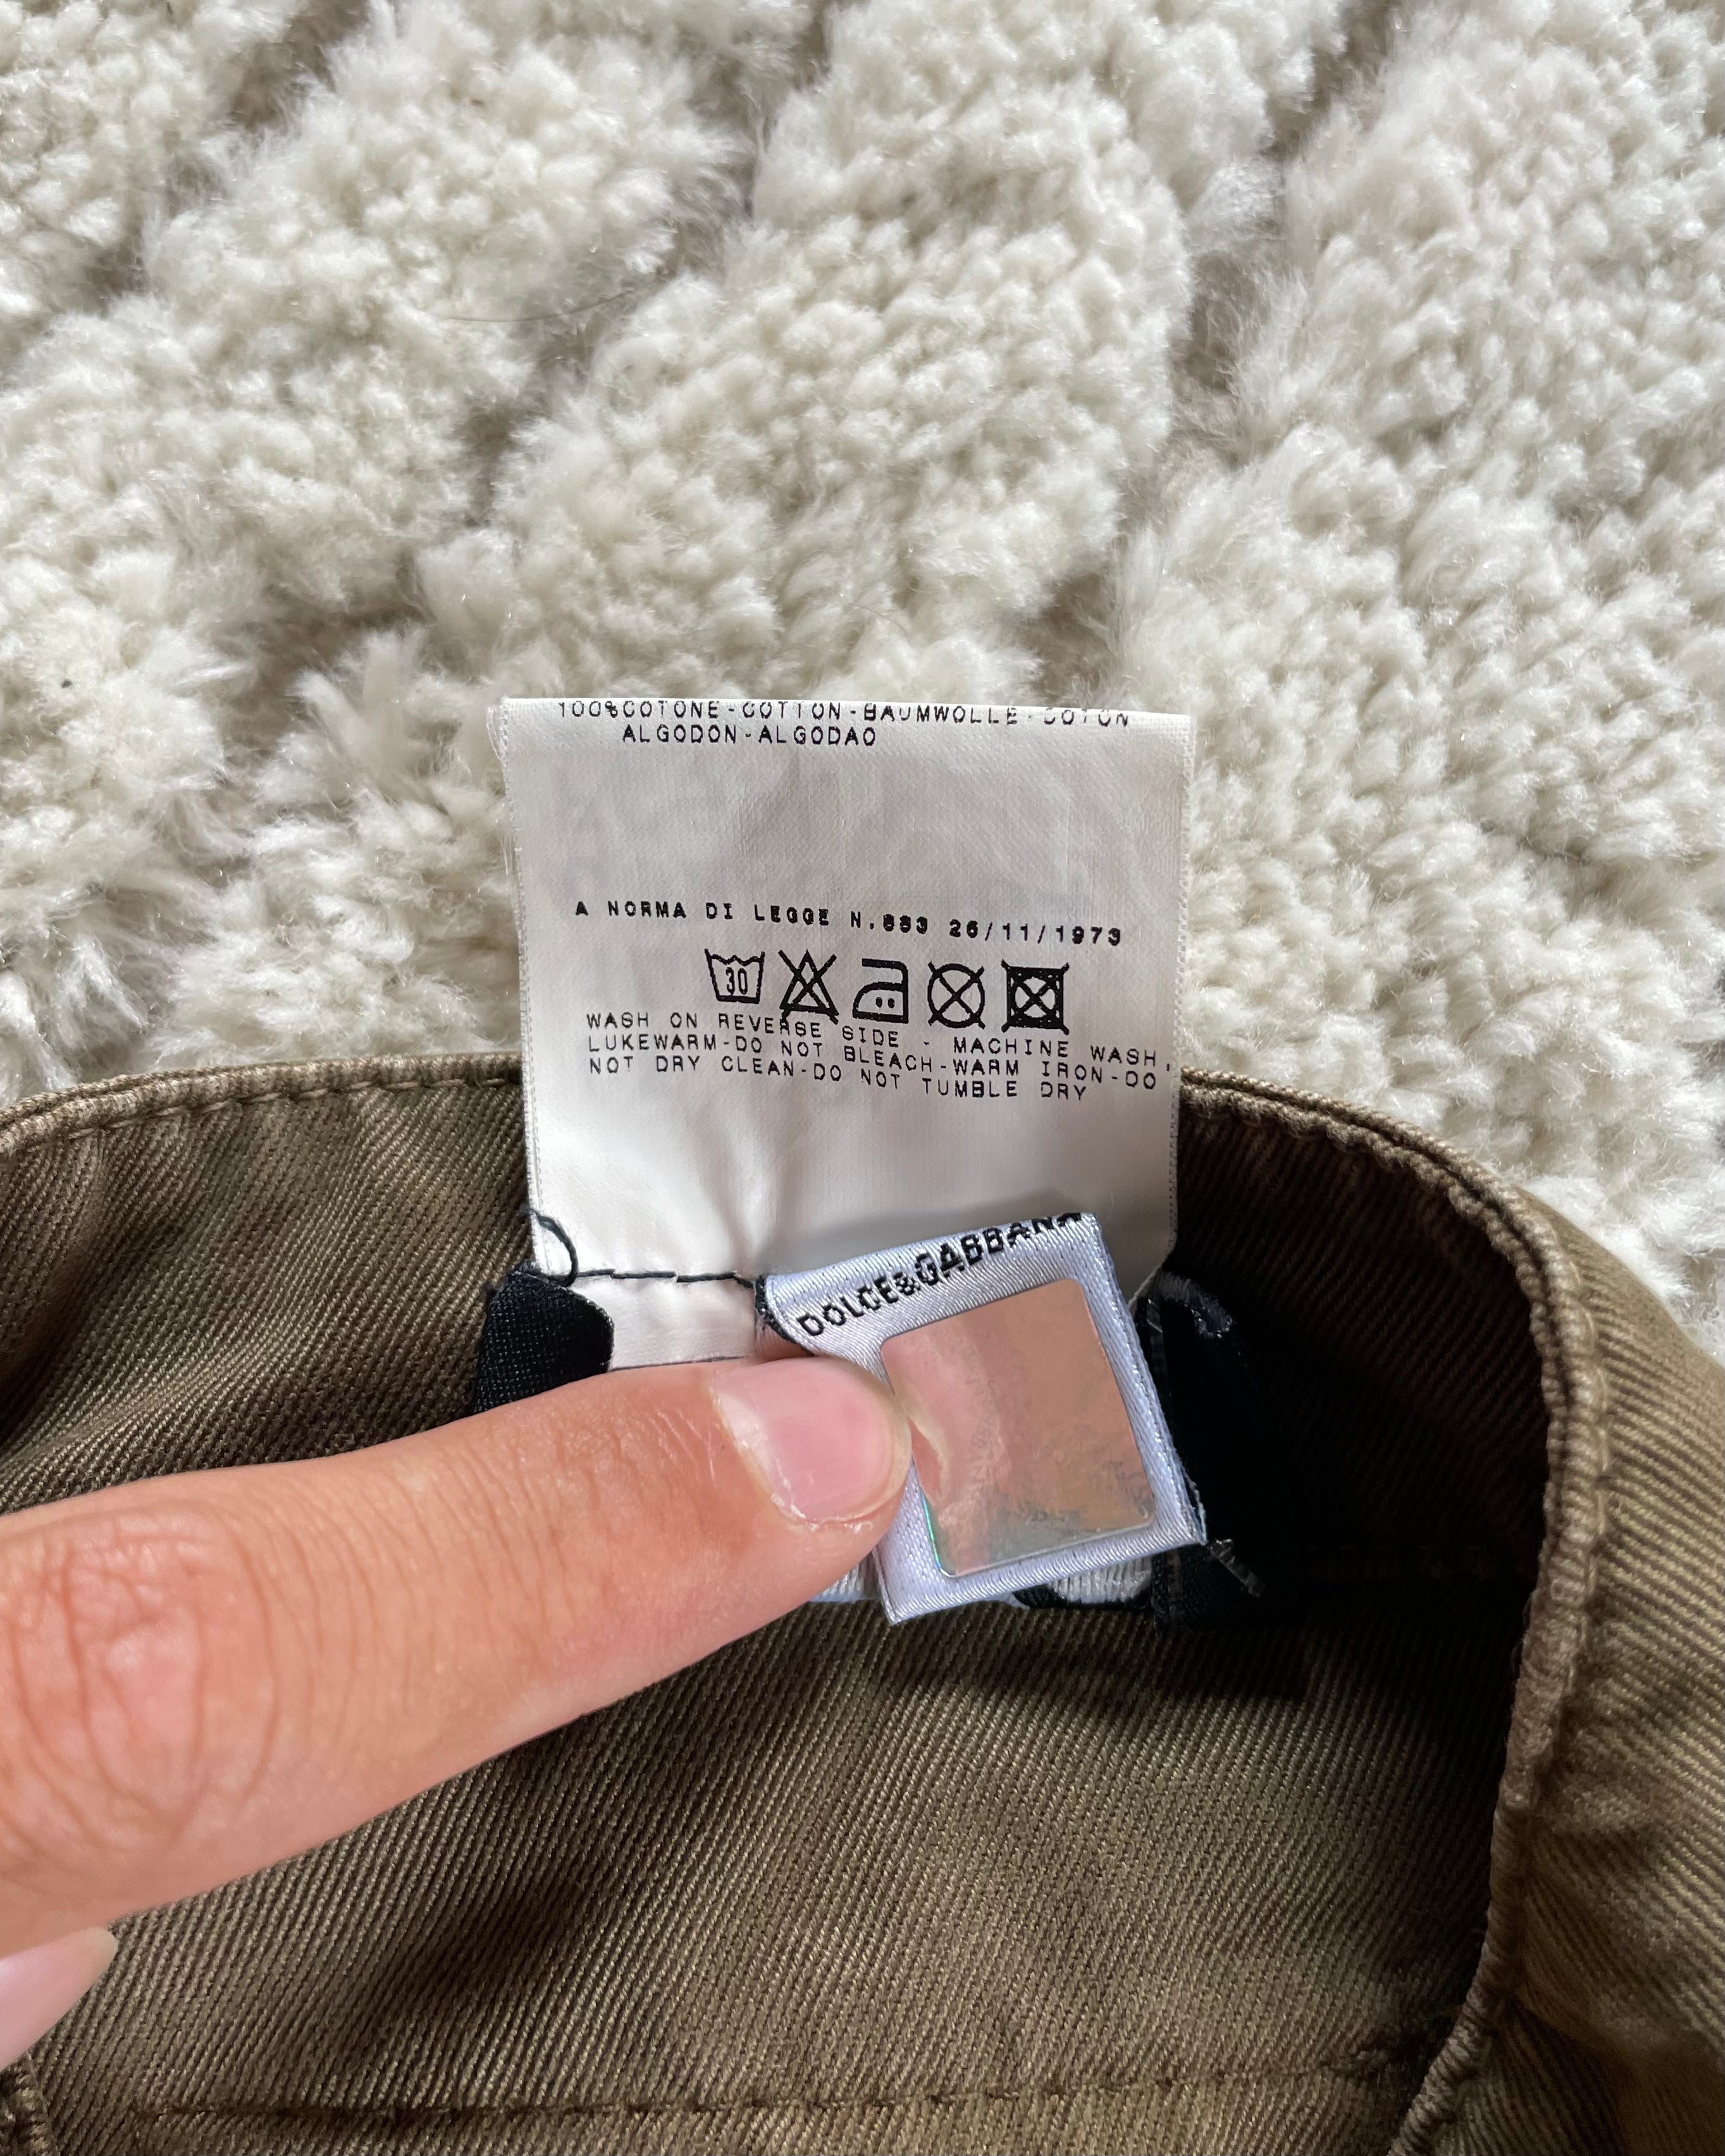 100%COTONE-COTTON-BAUMWOLLE-COTON
ALGODON-ALGODAO
A NORMA DI LEGGE N.883 26/11/1973
30
WASH ON REVERSE SIDE - MACHINE WASH
LUKEWARM-DO NOT BLEACH-WARM IRON-DO
NOT DRY CLEAN-DO NOT TUMBLE DRY
DOLCE&GABBANA